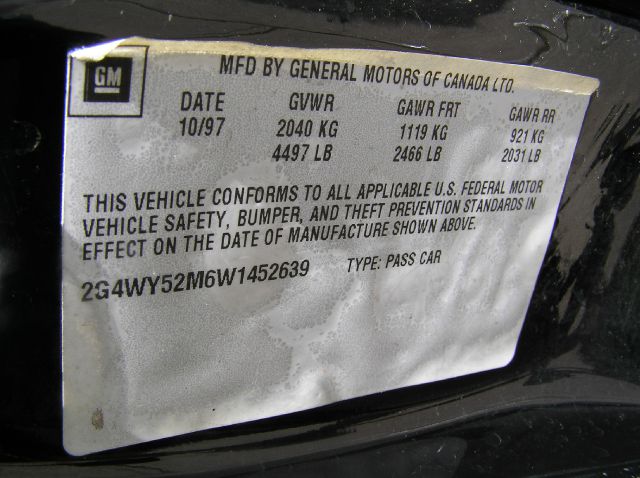 GM
MFD BY GENERAL MOTORS OF CANADA LTD.
DATE GVWR GAWR FRT GAWR RR
10/97 2040 KG 1119 KG 921 KG
4497 LB 2466 LB 2031 LB
THIS VEHICLE CONFORMS TO ALL APPLICABLE U.S. FEDERAL MOTOR
VEHICLE SAFETY, BUMPER, AND THEFT PREVENTION STANDARDS IN
EFFECT ON THE DATE OF MANUFACTURE SHOWN ABOVE.
2G4WY52M6W1452639 TYPE: PASS CAR